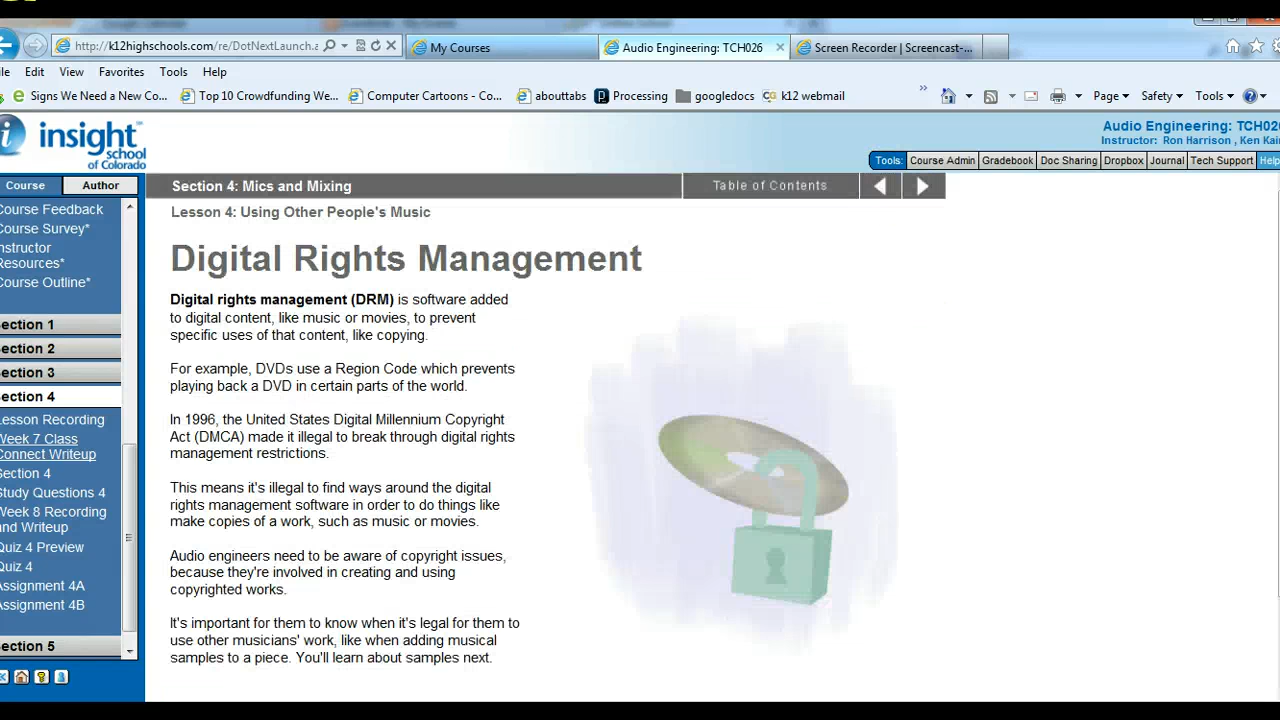 http://k12highschools.com/re/DotNextLaunch.a
My Courses
Audio Engineering: TCH026
Screen Recorder | Screencast-...
Edit View Favorites Tools Help
Signs We Need a New Co... Top 10 Crowdfunding We... Computer Cartoons - Co... abouttabs Processing googledocs k12 webmail
Page Safety Tools
insight
school
of Colorado
Audio Engineering: TCH026
Instructor: Ron Harrison , Ken Kai
Tools: Course Admin Gradebook Doc Sharing Dropbox Journal Tech Support Help
Course Author
Course Feedback
Course Survey*
Instructor
Resources*
Course Outline*
Section 1
Section 2
Section 3
Section 4
Lesson Recording
Week 7 Class
Connect Writeup
Section 4
Study Questions 4
Week 8 Recording
and Writeup
Quiz 4 Preview
Quiz 4
Assignment 4A
Assignment 4B
Section 5
Section 4: Mics and Mixing
Table of Contents
Lesson 4: Using Other People's Music
Digital Rights Management
Digital rights management (DRM) is software added
to digital content, like music or movies, to prevent
specific uses of that content, like copying.
For example, DVDs use a Region Code which prevents
playing back a DVD in certain parts of the world.
In 1996, the United States Digital Millennium Copyright
Act (DMCA) made it illegal to break through digital rights
management restrictions.
This means it's illegal to find ways around the digital
rights management software in order to do things like
make copies of a work, such as music or movies.
Audio engineers need to be aware of copyright issues,
because they're involved in creating and using
copyrighted works.
It's important for them to know when it's legal for them to
use other musicians' work, like when adding musical
samples to a piece. You'll learn about samples next.